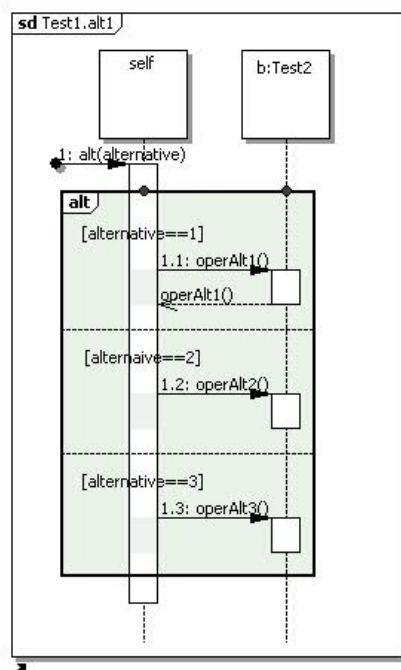 sd Test1.alt1
self
b:Test2
1: alt(alternative)
alt
[alternative==1]
1.1: operAlt1()
operAlt1()
[alternaive==2]
1.2: operAlt2()
[alternative==3]
1.3: operAlt3()